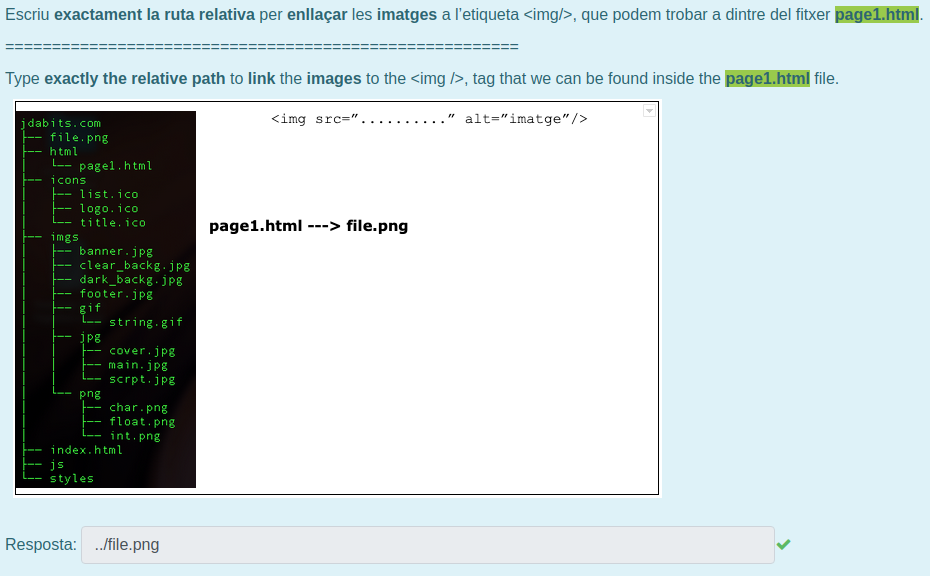 Escriu exactament la ruta relativa per enllaçar les imatges a l’etiqueta <img/>, que podem trobar a dintre del fitxer page1.html.
=======================================================
Type exactly the relative path to link the images to the <img />, tag that we can be found inside the page1.html file.
<img src=”..........” alt=”imatge”/>
jdabits.com
├── file.png
├── html
│   └── page1.html
├── icons
│   ├── list.ico
│   ├── logo.ico
│   └── title.ico
├── imgs
│   ├── banner.jpg
│   ├── clear_backg.jpg
│   ├── dark_backg.jpg
│   ├── footer.jpg
│   ├── gif
│   │   └── string.gif
│   ├── jpg
│   │   ├── cover.jpg
│   │   ├── main.jpg
│   │   └── scrpt.jpg
│   └── png
│       ├── char.png
│       ├── float.png
│       └── int.png
├── index.html
├── js
└── styles
page1.html ---> file.png
Resposta: ../file.png